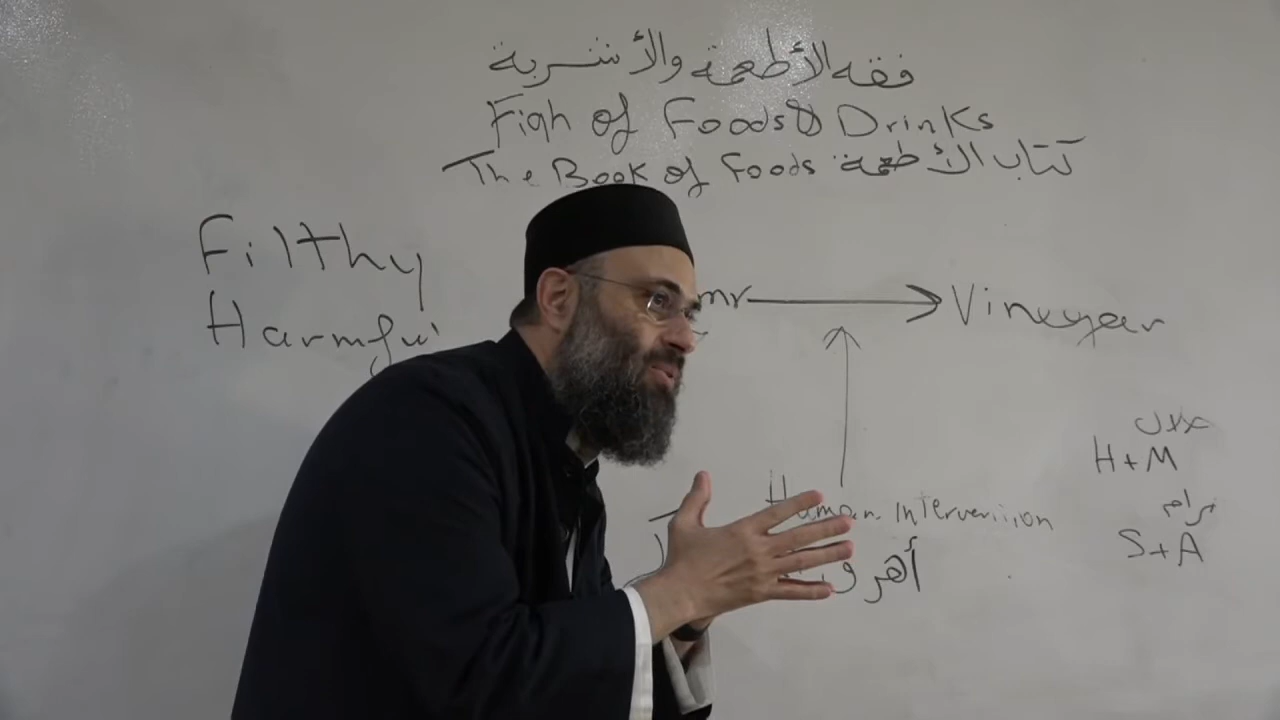 فقه الأطعمة والأشربة
Fiqh of Foods & Drinks
The Book of Foods كتاب الأطعمة
Filthy
Harmful
mr → Vinegar
Human Intervention
حلال
H+M
حرام
S+A